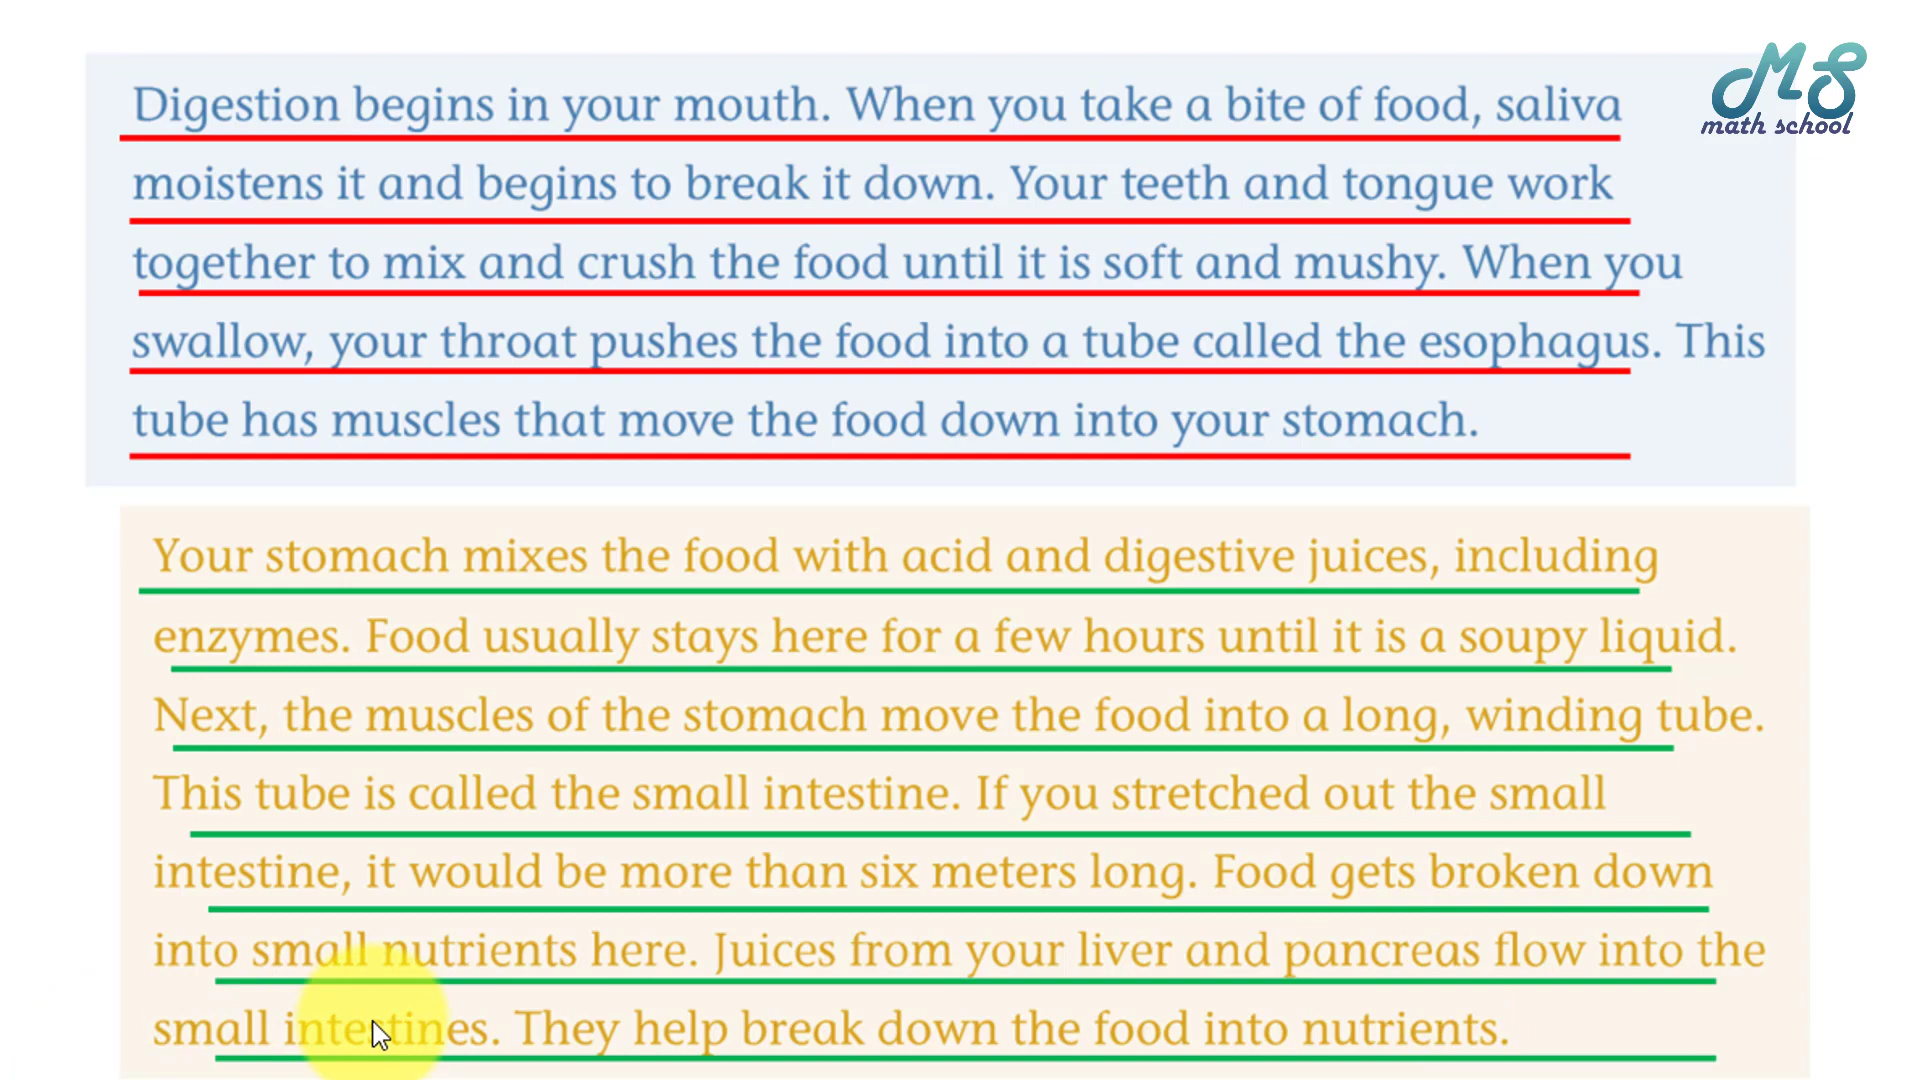 MS
math school
Digestion begins in your mouth. When you take a bite of food, saliva
moistens it and begins to break it down. Your teeth and tongue work
together to mix and crush the food until it is soft and mushy. When you
swallow, your throat pushes the food into a tube called the esophagus. This
tube has muscles that move the food down into your stomach.
Your stomach mixes the food with acid and digestive juices, including
enzymes. Food usually stays here for a few hours until it is a soupy liquid.
Next, the muscles of the stomach move the food into a long, winding tube.
This tube is called the small intestine. If you stretched out the small
intestine, it would be more than six meters long. Food gets broken down
into small nutrients here. Juices from your liver and pancreas flow into the
small intestines. They help break down the food into nutrients.